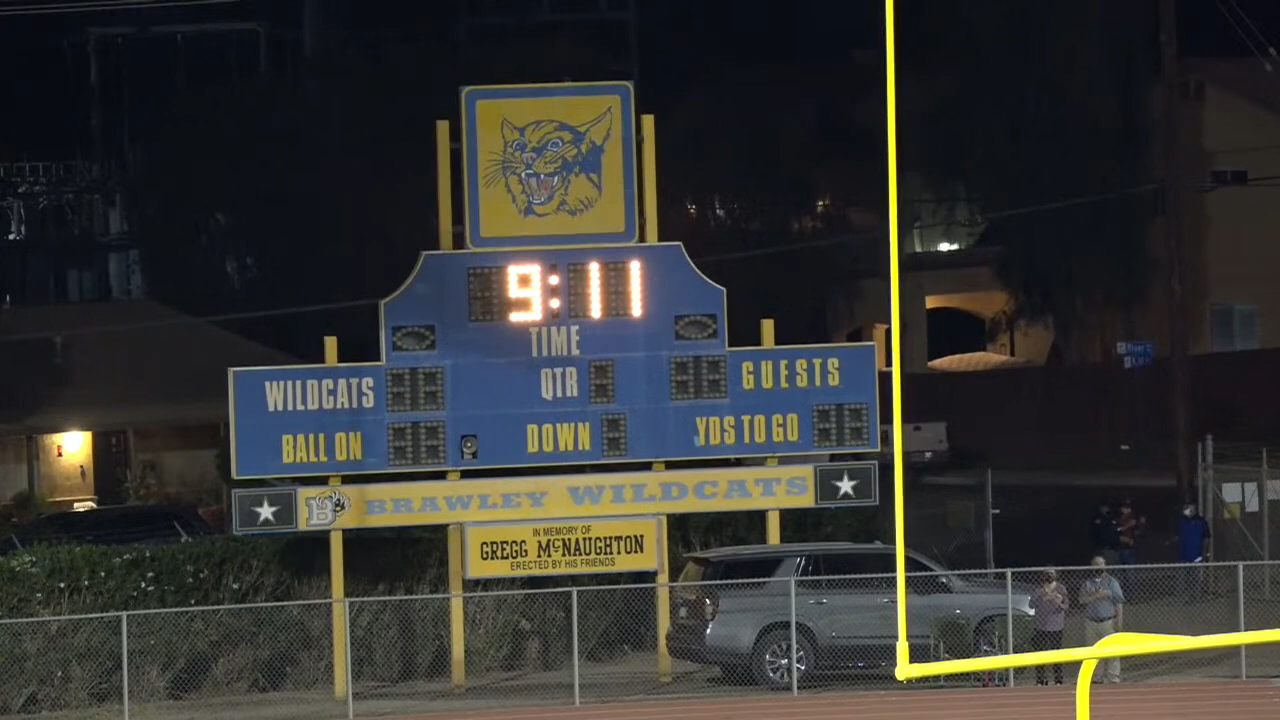 9:11
TIME
WILDCATS
QTR
GUESTS
BALL ON
DOWN
YDS TO GO
B
BRAWLEY WILDCATS
IN MEMORY OF
GREGG McNAUGHTON
ERECTED BY HIS FRIENDS